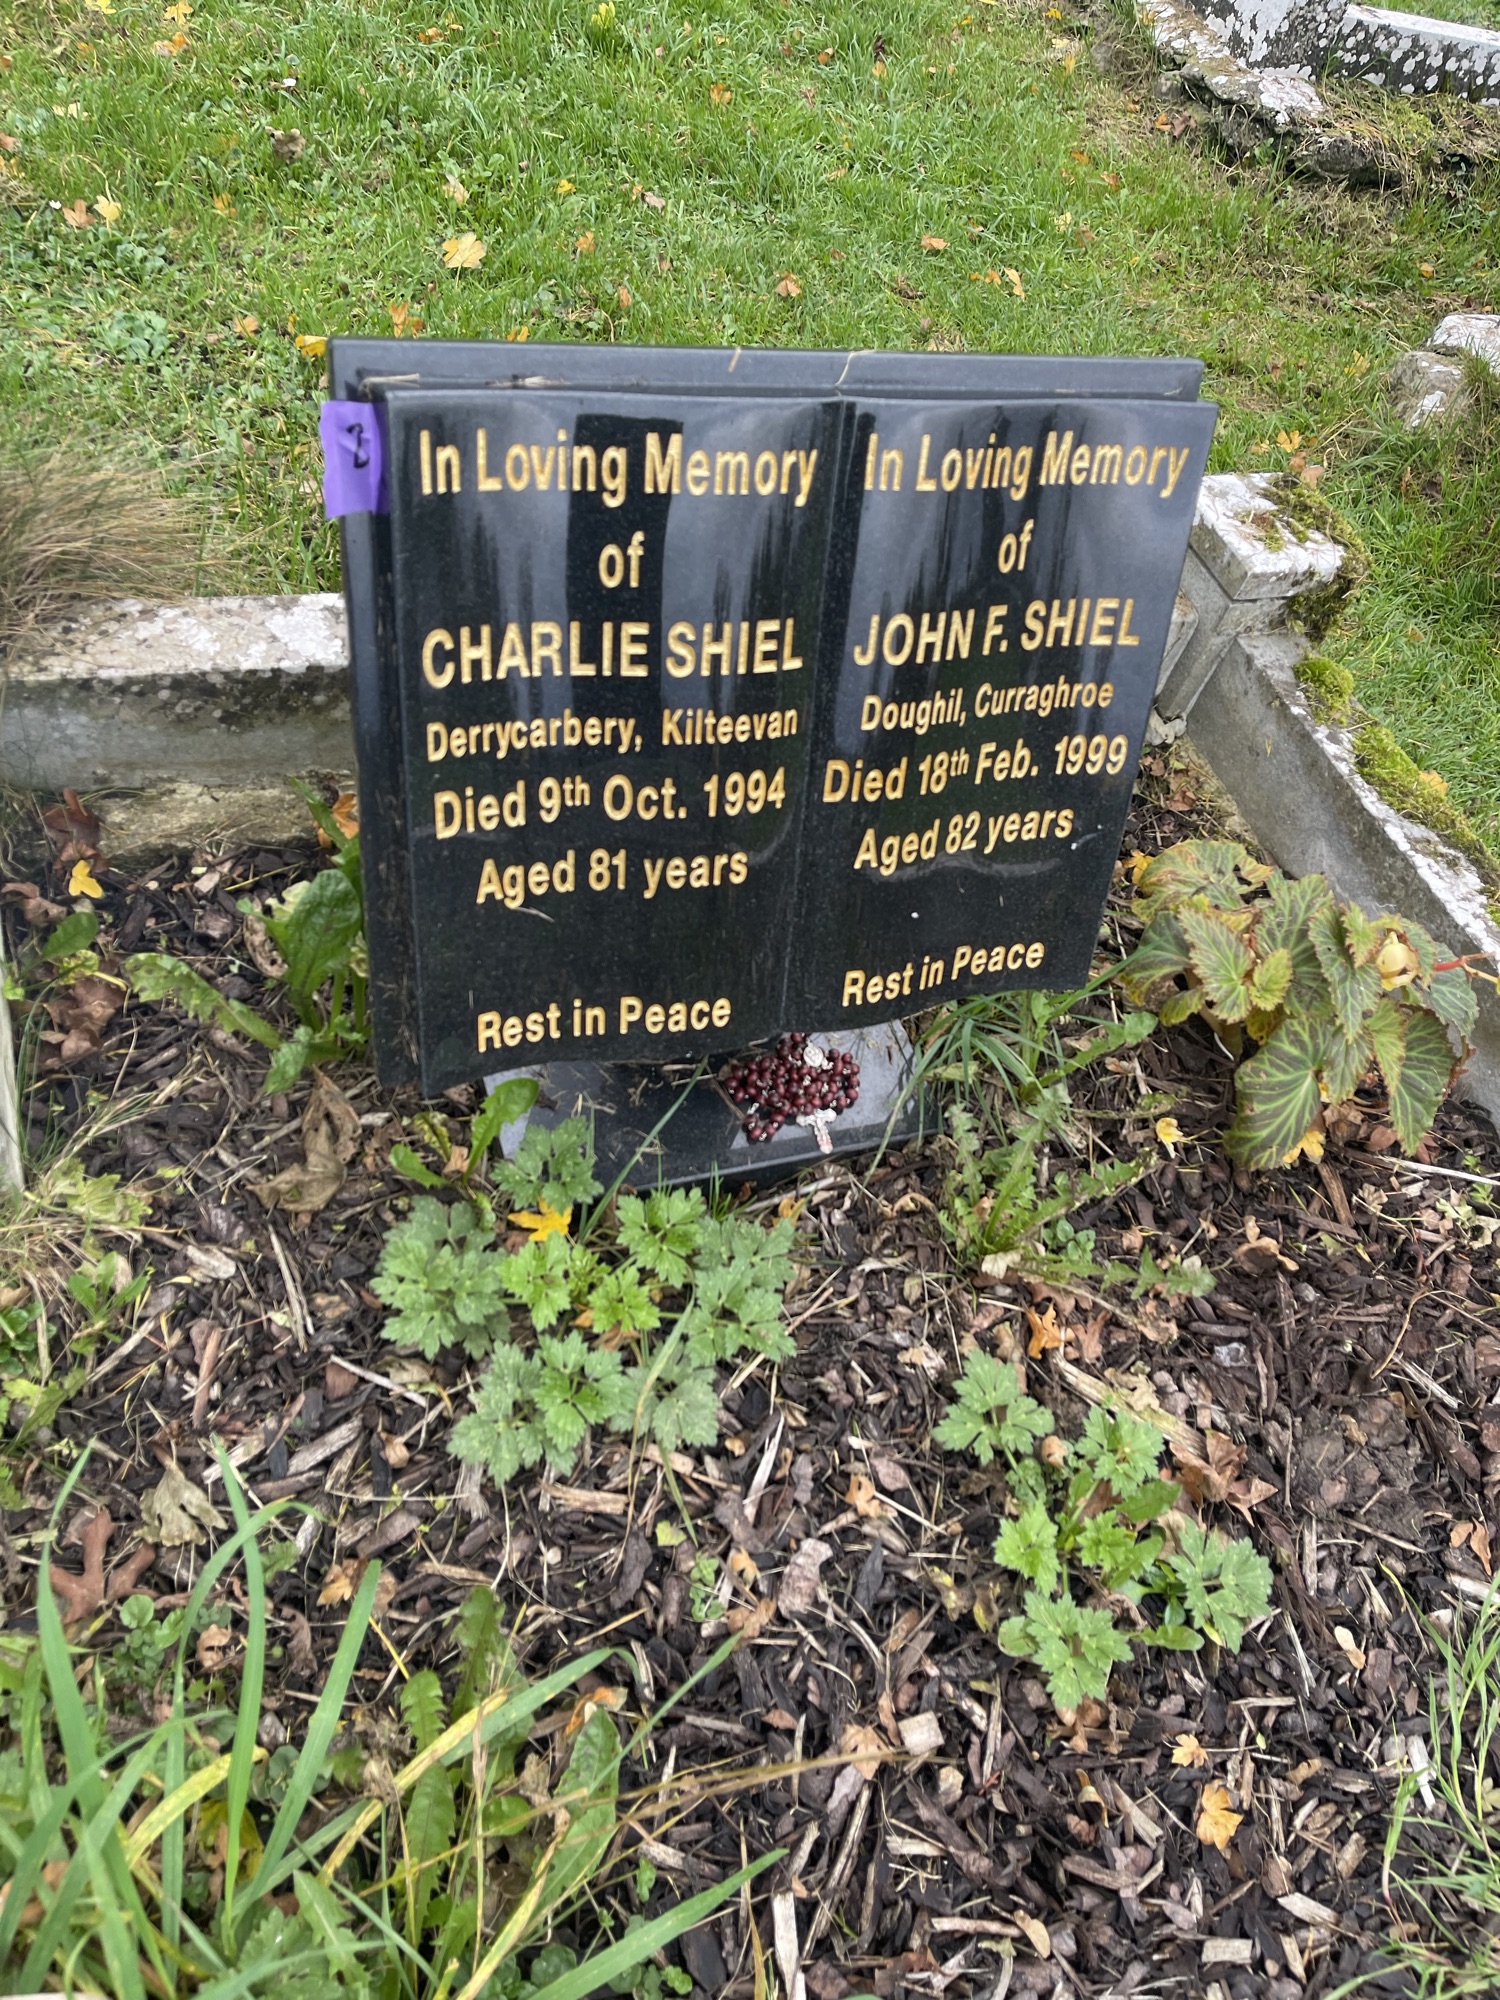 In Loving Memory
of
CHARLIE SHIEL
Derrycarbery, Kilteevan
Died 9th Oct. 1994
Aged 81 years
Rest in Peace
In Loving Memory
of
JOHN F. SHIEL
Doughil, Curraghroe
Died 18th Feb. 1999
Aged 82 years
Rest in Peace